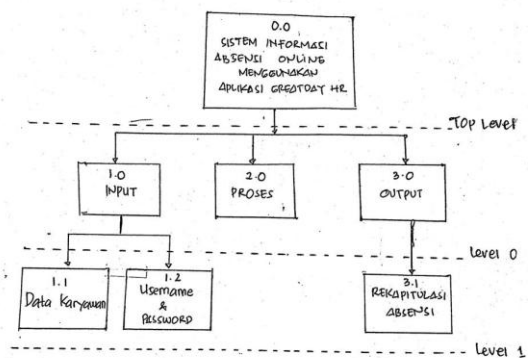 0.0
SISTEM INFORMASI
ABSENSI ONLINE
MENGGUNAKAN
APLIKASI GREATDAY HR
Top Level
1.0
INPUT
2.0
PROSES
3.0
OUTPUT
Level 0
1.1
Data Karyawan
1.2
Username
&
PASSWORD
3.1
REKAPITULASI
ABSENSI
Level 1